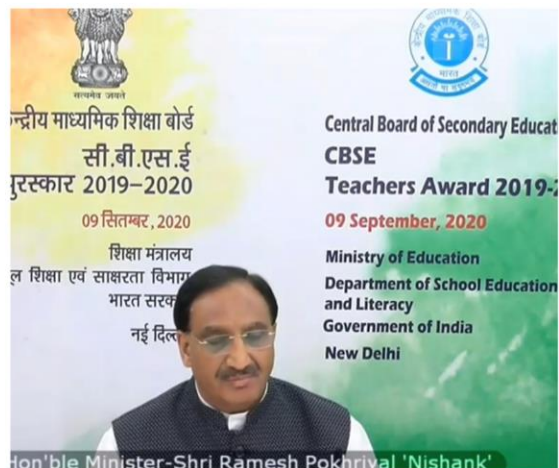 सत्यमेव जयते
न्द्रीय माध्यमिक शिक्षा बोर्ड
सी.बी.एस.ई
पुरस्कार 2019–2020
09 सितम्बर, 2020
शिक्षा मंत्रालय
ल शिक्षा एवं साक्षरता विभाग
भारत सरका
नई दिल्
केन्द्रीय माध्यमिक शिक्षा बोर्ड
भारत
Central Board of Secondary Educat
CBSE
Teachers Award 2019-2
09 September, 2020
Ministry of Education
Department of School Education
and Literacy
Government of India
New Delhi
Hon'ble Minister-Shri Ramesh Pokhriyal 'Nishank'